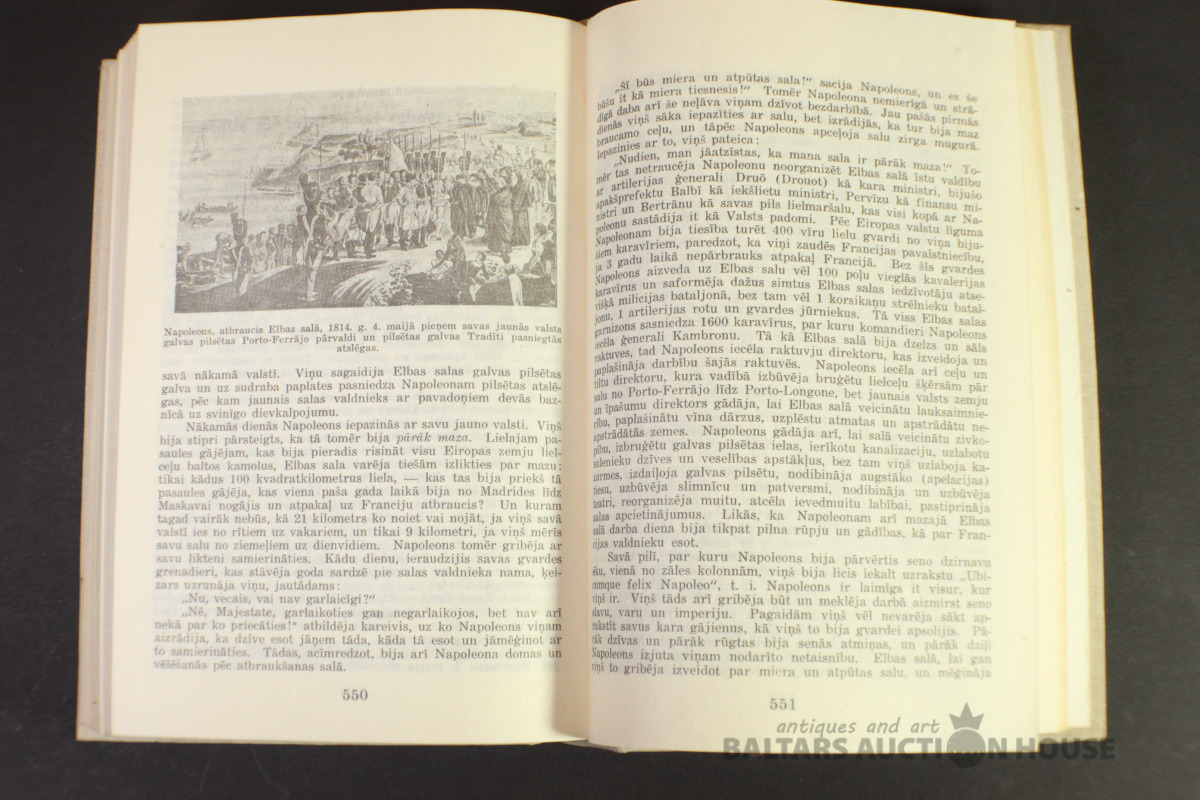 Napoleons, atbraucis Elbas salā, 1814. g. 4. maijā pieņem savas jaunās valsts
galvas pilsētas Porto-Ferrājo pārvaldi un pilsētas galvas Traditi pasniegtās
atslēgas.
savā nākamā valstī. Viņu sagaidija Elbas salas galvas pilsētas
galva un uz sudraba paplates pasniedza Napoleonam pilsētas atslē-
gas, pēc kam jaunais salas valdnieks ar pavadoņiem devās baz-
nīcā uz svinīgo dievkalpojumu.
Nākamās dienās Napoleons iepazinās ar savu jauno valsti. Viņš
bija stipri pārsteigts, ka tā tomēr bija pārāk maza. Lielajam pa-
saules gājējam, kas bija pieradis risināt visu Eiropas zemju liel-
ceļu baltos kamolus, Elbas sala varēja tiešām izlikties par mazu:
tikai kādus 100 kvadratkilometrus liela, — kas tas bija priekš tā
pasaules gājēja, kas viena paša gada laikā bija no Madrides līdz
Maskavai nogājis un atpakaļ uz Franciju atbraucis? Un kuram
tagad vairāk nebūs, kā 21 kilometrs ko noiet vai nojāt, ja viņš savā
valstī ies no rītiem uz vakariem, un tikai 9 kilometri, ja viņš mērīs
savu salu no ziemeļiem uz dienvidiem. Napoleons tomēr gribēja ar
savu likteni samierināties. Kādu dienu, ieraudzijis savas gvardes
grenadieri, kas stāvēja goda sardzē pie salas valdnieka nama, ķei-
zars uzrunāja viņu, jautādams:
„Nu, vecais, vai nav garlaicīgi?“
„Nē, Majestate, garlaikoties gan negarlaikojos, bet nav arī
nekā par ko priecāties!“ atbildēja kareivis, uz ko Napoleons viņam
aizrādija, ka dzīve esot jāņem tāda, kāda tā esot un jāmēģinot ar
to samierināties. Tādas, acīmredzot, bija arī Napoleona domas un
vēlēšanās pēc atbraukšanas salā.
550
„Šī būs miera un atpūtas sala!“ sacija Napoleons, un es še
būšu it kā miera tiesnesis!“ Tomēr Napoleona nemierīgā un strā-
dīgā daba arī še neļāva viņam dzīvot bezdarbībā. Jau pašās pirmās
dienās viņš sāka iepazīties ar salu, bet izrādijās, ka tur bija maz
braucamo ceļu, un tāpēc Napoleons apceļoja salu zirga mugurā.
Iepazinies ar to, viņš pateica:
„Nudien, man jāatzīstas, ka mana sala ir pārāk maza!“ To-
mēr tas netraucēja Napoleonu noorganizēt Elbas salā īstu valdību
ar artilerijas ģenerali Druō (Drouot) kā kara ministri, bijušo
apakšprefektu Balbi kā iekšlietu ministri, Pervizu kā finansu mi-
nistri un Bertrānu kā savas pils lielmaršalu, kas visi kopā ar Na-
poleonu sastādija it kā Valsts padomi. Pēc Eiropas valstu līguma
Napoleonam bija tiesība turēt 400 vīru lielu gvardi no viņa biju-
šiem karavīriem, paredzot, ka viņi zaudēs Francijas pavalstniecību,
ja 3 gadu laikā nepārbrauks atpakaļ Francijā. Bez šīs gvardes
Napoleons aizveda uz Elbas salu vēl 100 poļu vieglās kavalerijas
karavīrus un saformēja dažus simtus Elbas salas iedzīvotāju atse-
višķā milicijas bataljonā, bez tam vēl 1 korsikaņu strēlnieku batal-
jonu, 1 artilerijas rotu un gvardes jūrniekus. Tā viss Elbas salas
garnizons sasniedza 1600 karavīrus, par kuru komandieri Napoleons
iecēla ģenerali Kambronu. Tā kā Elbas salā bija dzelzs un sāls
raktuves, tad Napoleons iecēla raktuvju direktoru, kas izveidoja un
paplašināja darbību šajās raktuvēs. Napoleons iecēla arī ceļu un
tiltu direktoru, kura vadībā izbūvēja bruģētu lielceļu šķērsām pār
salu no Porto-Ferrājo līdz Porto-Longone, bet jaunais valsts zemju
un īpašumu direktors gādāja, lai Elbas salā veicinātu lauksaimnie-
cību, paplašinātu vīna dārzus, uzplēstu atmatas un apstrādātu ne-
apstrādātās zemes. Napoleons gādāja arī, lai salā veicinātu zivko-
pību, izbruģētu galvas pilsētas ielas, ierīkotu kanalizaciju, uzlabotu
salenieku dzīves un veselības apstākļus, bez tam viņš uzlaboja ka-
zarmes, izdaiļoja galvas pilsētu, nodibināja augstāko (apelacijas)
tiesu, uzbūvēja slimnīcu un patversmi, nodibināja un uzbūvēja
teatri, reorganizēja muitu, atcēla ievedmuitu labībai, pastiprināja
salas apcietinājumus. Likās, ka Napoleonam arī mazajā Elbas
salā darba diena bija tikpat pilna rūpju un gādības, kā par Fran-
cijas valdnieku esot.
Savā pilī, par kuru Napoleons bija pārvērtis seno dzirnavu
ēku, vienā no zāles kolonnām, viņš bija licis iekalt uzrakstu „Ubi-
cumque felix Napoleo“, t. i. Napoleons ir laimīgs it visur, kur
viņš ir. Viņš tāds arī gribēja būt un meklēja darbā aizmirst seno
slavu, varu un imperiju. Pagaidām viņš vēl nevarēja sākt ap-
rakstīt savus kara gājienus, kā viņš to bija gvardei apsolijis. Pā-
rāk dzīvas un pārāk rūgtas bija senās atmiņas, un pārāk dziļi
Napoleons izjuta viņam nodarīto netaisnību. Elbas salā, lai gan
viņš to gribēja izveidot par miera un atpūtas salu, un mēģināja
551
antiques and art
BALTARS AUCTION HOUSE